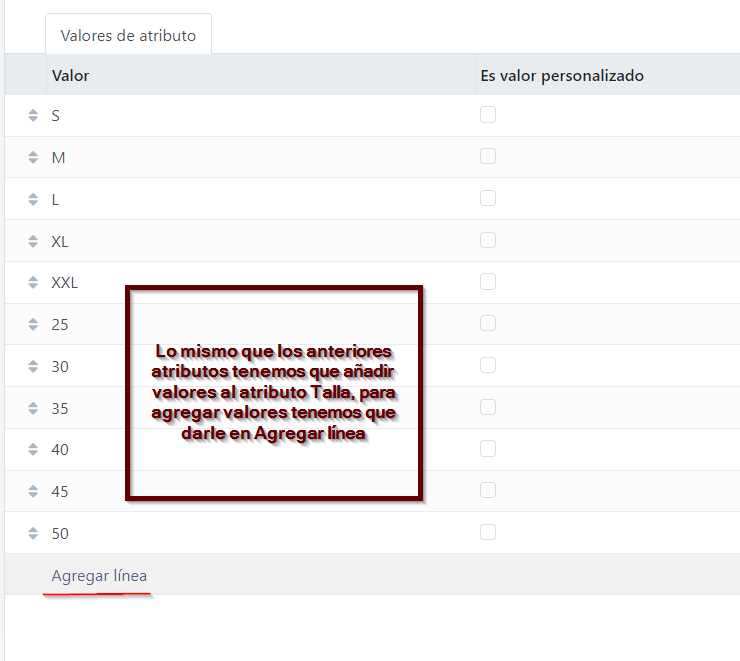 Valores de atributo
Valor Es valor personalizado
S
M
L
XL
XXL
25
30
35
40
45
50
Lo mismo que los anteriores
atributos tenemos que añadir
valores al atributo Talla, para
agregar valores tenemos que
darle en Agregar línea
Agregar línea